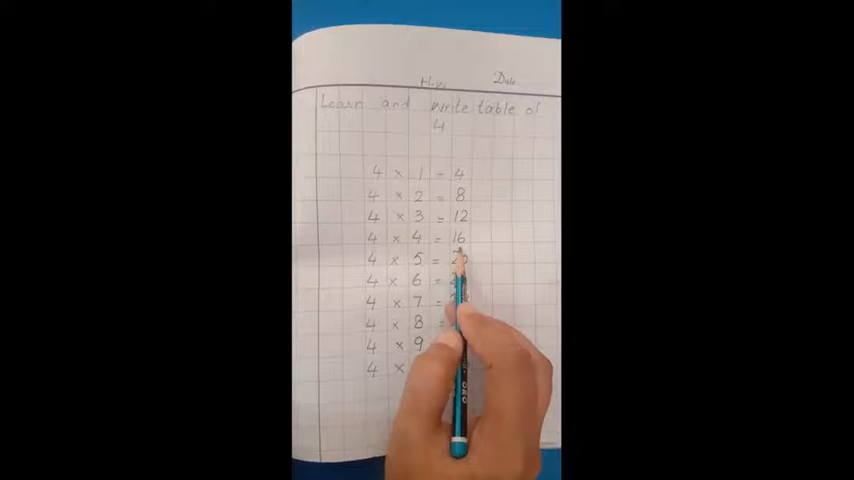 H.W Date
Learn and write table of
4
4 x 1 = 4
4 x 2 = 8
4 x 3 = 12
4 x 4 = 16
4 x 5 =
4 x 6 =
4 x 7 =
4 x 8 =
4 x 9
4 x